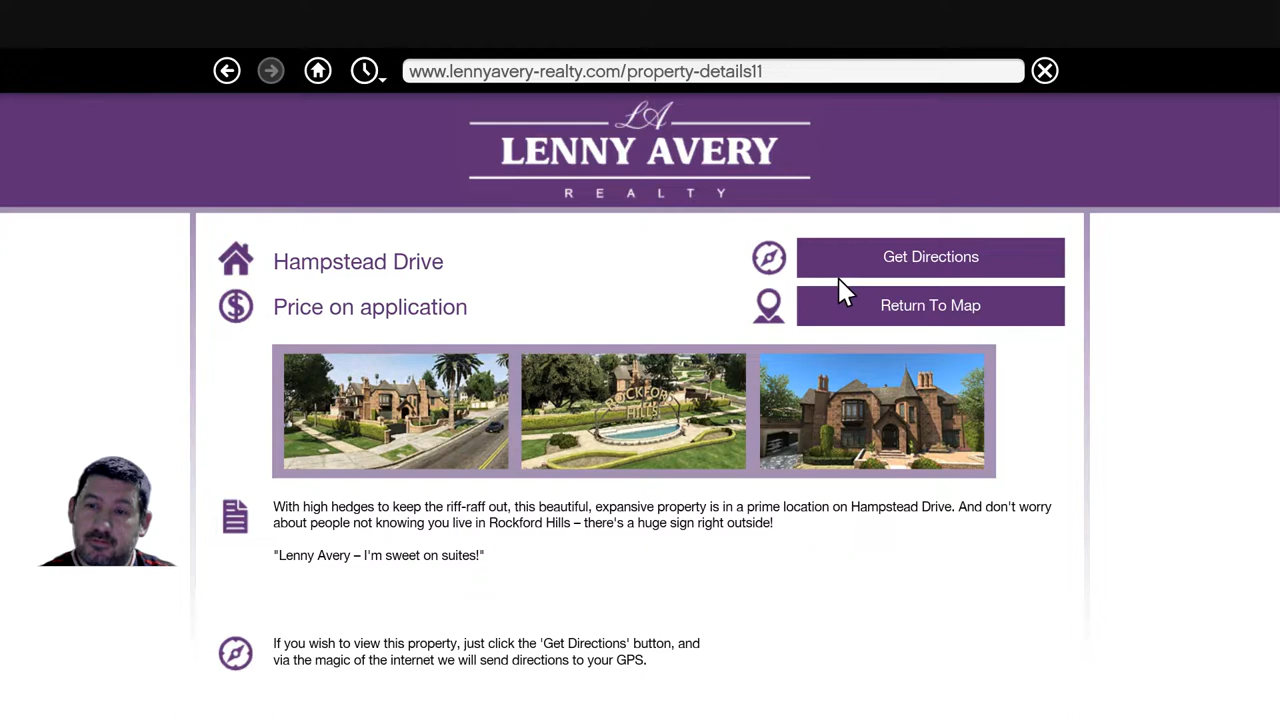 www.lennyavery-realty.com/property-details11
LA
LENNY AVERY
REALTY
Hampstead Drive
Get Directions
Price on application
Return To Map
ROCKFORD
HILLS
With high hedges to keep the riff-raff out, this beautiful, expansive property is in a prime location on Hampstead Drive. And don't worry
about people not knowing you live in Rockford Hills – there's a huge sign right outside!
"Lenny Avery – I'm sweet on suites!"
If you wish to view this property, just click the 'Get Directions' button, and
via the magic of the internet we will send directions to your GPS.